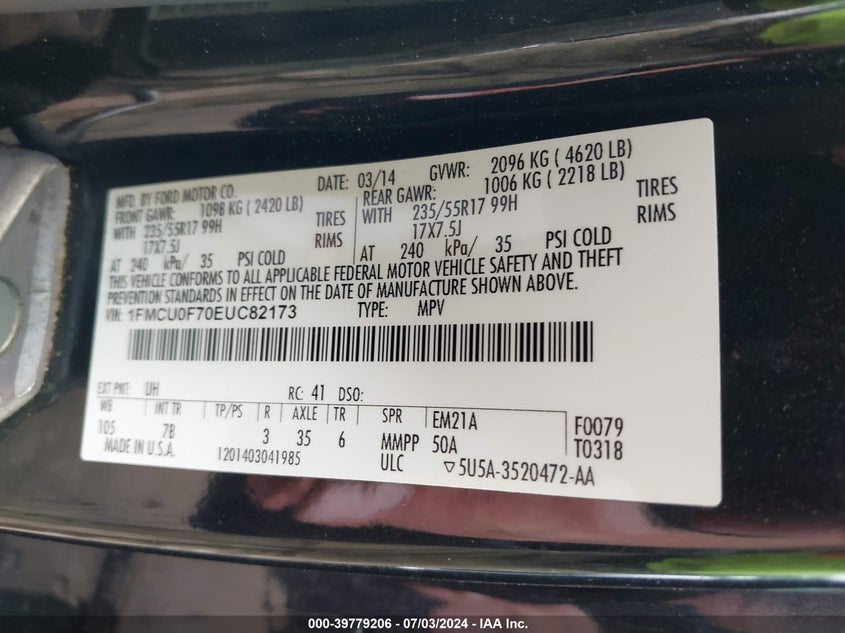 MFD. BY FORD MOTOR CO. DATE: 03/14 GVWR: 2096 KG ( 4620 LB)
FRONT GAWR: 1098 KG ( 2420 LB) REAR GAWR: 1006 KG ( 2218 LB)
WITH 235/55R17 99H TIRES WITH 235/55R17 99H TIRES
17X7.5J RIMS 17X7.5J RIMS
AT 240 kPa/ 35 PSI COLD AT 240 kPa/ 35 PSI COLD
THIS VEHICLE CONFORMS TO ALL APPLICABLE FEDERAL MOTOR VEHICLE SAFETY AND THEFT
PREVENTION STANDARDS IN EFFECT ON THE DATE OF MANUFACTURE SHOWN ABOVE.
VIN: 1FMCU0F70EUC82173 TYPE: MPV
EXT PNT: UH RC: 41 DSO:
WB INT TR TP/PS R AXLE TR SPR EM21A F0079
105 7B 3 35 6 MMPP 50A T0318
MADE IN U.S.A. 1201403041985 ULC ▽5U5A-3520472-AA
000-39779206 - 07/03/2024 - IAA Inc.